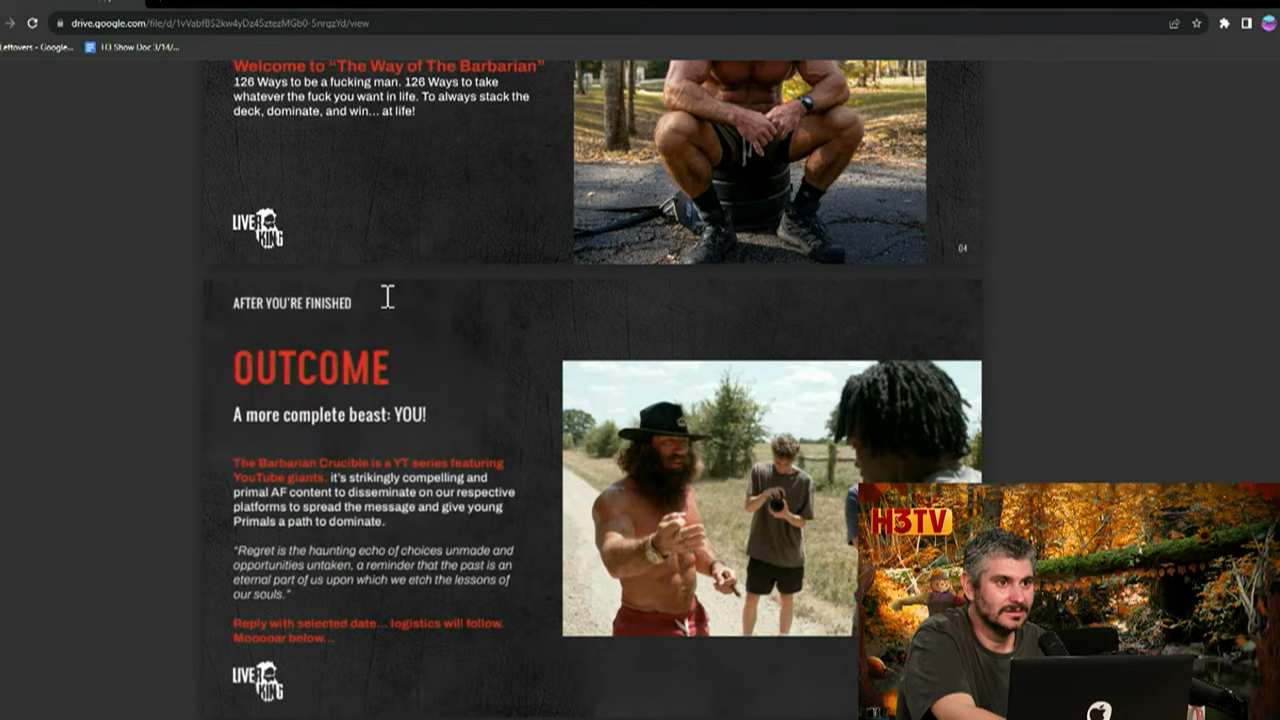 drive.google.com/file/d/1vVabfBS2kw4yDz45ztezMGb0-5nrqzYd/view
Leftovers - Google...
H3 Show Doc 3/14/...
Welcome to “The Way of The Barbarian”
126 Ways to be a fucking man. 126 Ways to take
whatever the fuck you want in life. To always stack the
deck, dominate, and win... at life!
LIVE
KING
04
AFTER YOU'RE FINISHED
OUTCOME
A more complete beast: YOU!
The Barbarian Crucible is a YT series featuring
YouTube giants. it's strikingly compelling and
primal AF content to disseminate on our respective
platforms to spread the message and give young
Primals a path to dominate.
"Regret is the haunting echo of choices unmade and
opportunities untaken, a reminder that the past is an
eternal part of us upon which we etch the lessons of
our souls."
Reply with selected date... logistics will follow.
Mooooar below...
LIVE
KING
H3TV